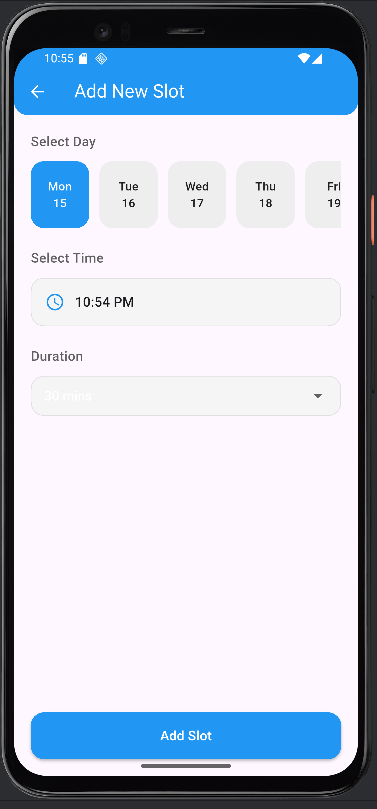 10:55
Add New Slot
Select Day
Mon Tue Wed Thu Fri
15 16 17 18 19
Select Time
10:54 PM
Duration
30 mins
Add Slot